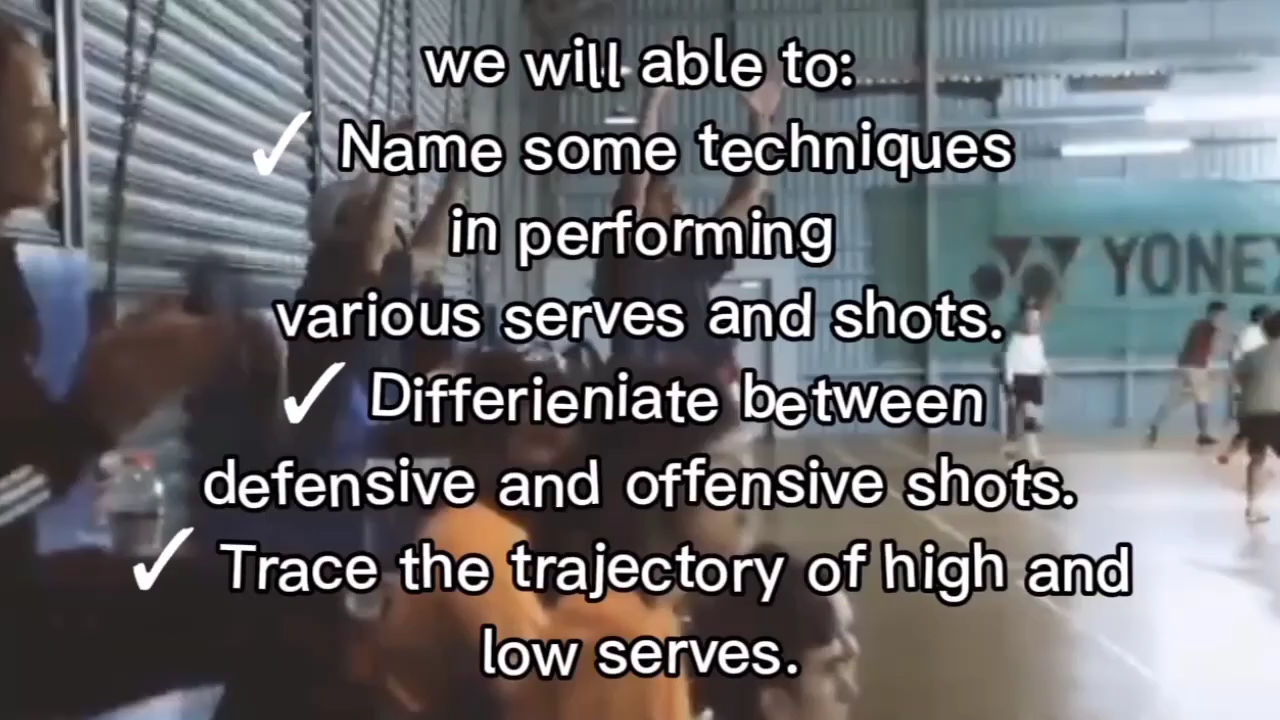 we will able to:
✓ Name some techniques
in performing
various serves and shots.
✓ Differieniate between
defensive and offensive shots.
✓ Trace the trajectory of high and
low serves.
YONEX